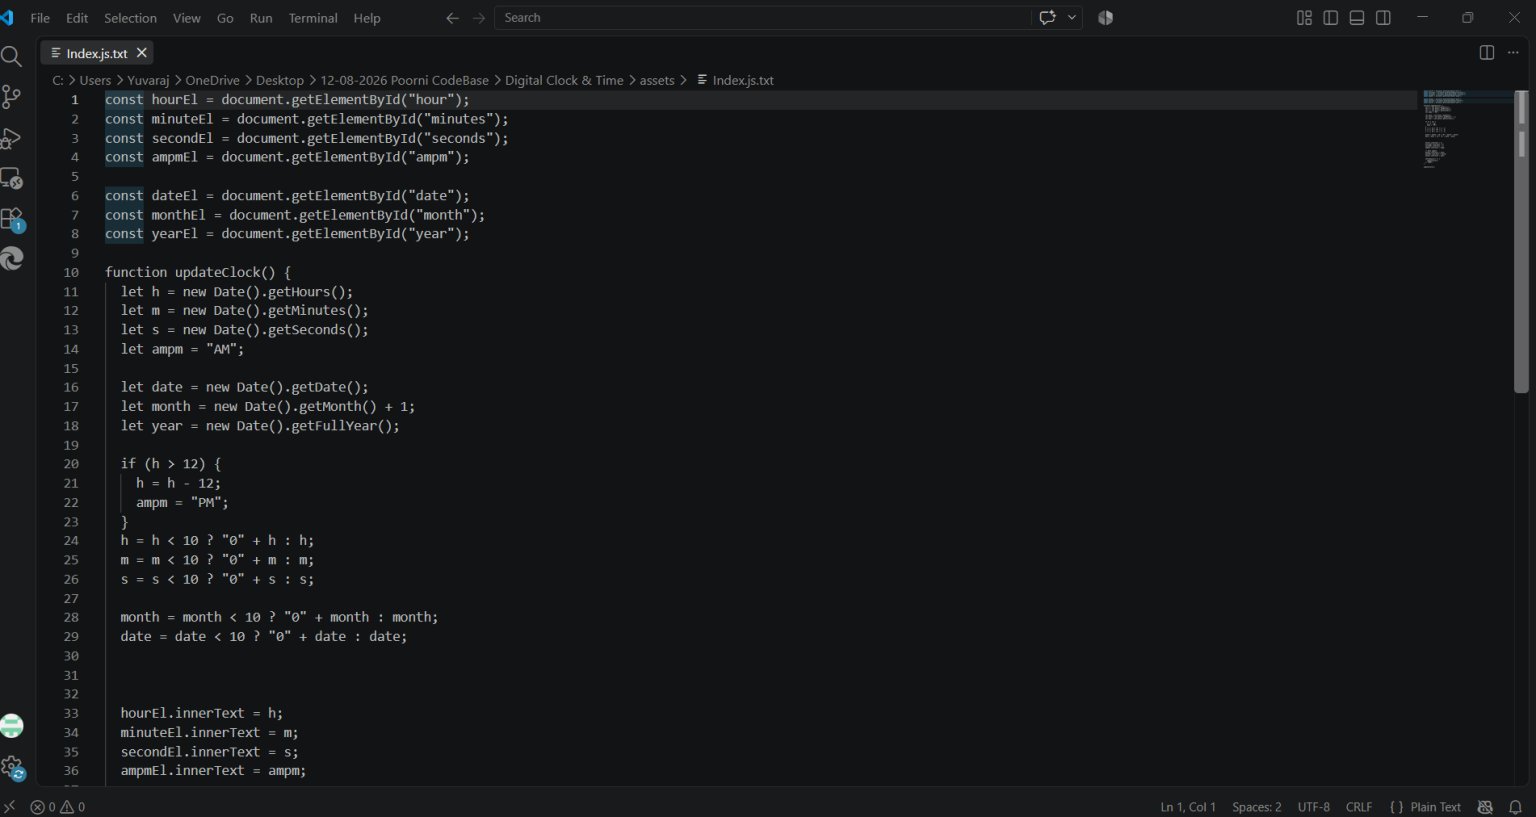 File Edit Selection View Go Run Terminal Help
Search
Index.js.txt
C: > Users > Yuvaraj > OneDrive > Desktop > 12-08-2026 Poorni CodeBase > Digital Clock & Time > assets > Index.js.txt
1 const hourEl = document.getElementById("hour");
2 const minuteEl = document.getElementById("minutes");
3 const secondEl = document.getElementById("seconds");
4 const ampmEl = document.getElementById("ampm");
5
6 const dateEl = document.getElementById("date");
7 const monthEl = document.getElementById("month");
8 const yearEl = document.getElementById("year");
9
10 function updateClock() {
11 let h = new Date().getHours();
12 let m = new Date().getMinutes();
13 let s = new Date().getSeconds();
14 let ampm = "AM";
15
16 let date = new Date().getDate();
17 let month = new Date().getMonth() + 1;
18 let year = new Date().getFullYear();
19
20 if (h > 12) {
21 h = h - 12;
22 ampm = "PM";
23 }
24 h = h < 10 ? "0" + h : h;
25 m = m < 10 ? "0" + m : m;
26 s = s < 10 ? "0" + s : s;
27
28 month = month < 10 ? "0" + month : month;
29 date = date < 10 ? "0" + date : date;
30
31
32
33 hourEl.innerText = h;
34 minuteEl.innerText = m;
35 secondEl.innerText = s;
36 ampmEl.innerText = ampm;
1
0 0
Ln 1, Col 1 Spaces: 2 UTF-8 CRLF { } Plain Text